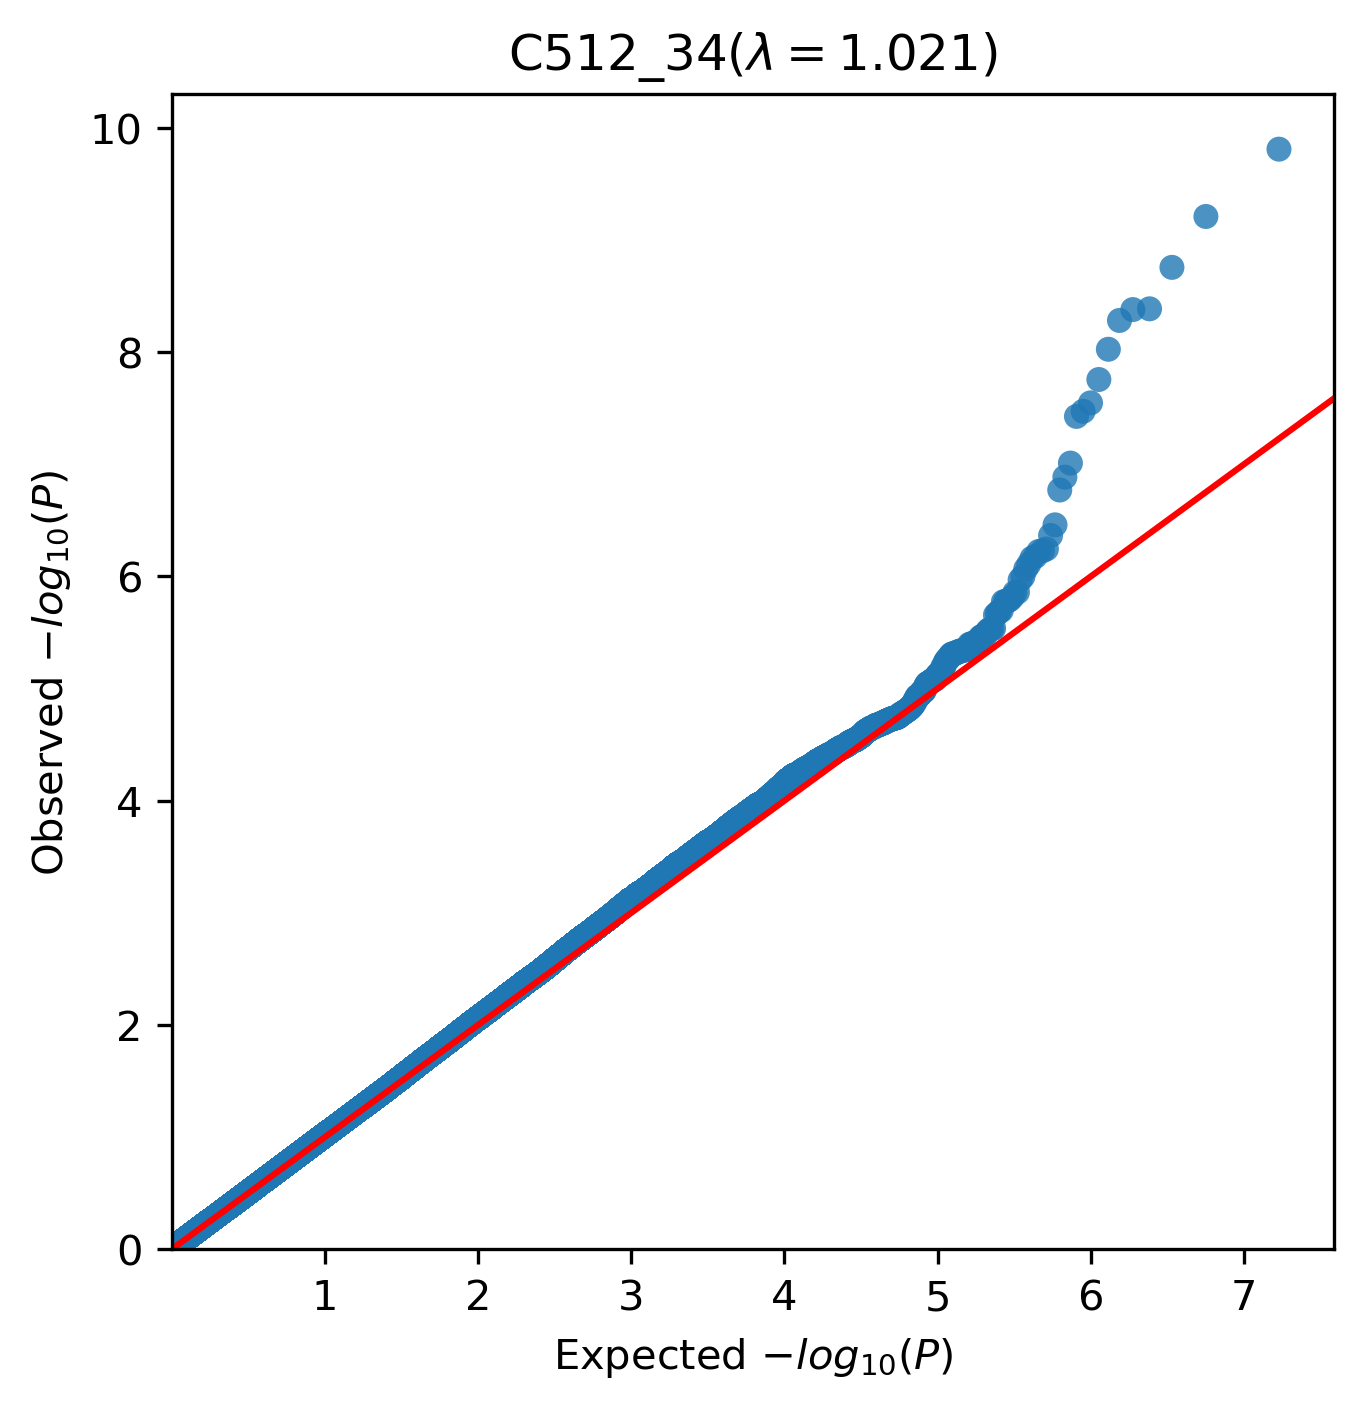 C512_34(λ = 1.021)
Observed −log₁₀(P)
10
8
6
4
2
0
1 2 3 4 5 6 7
Expected −log₁₀(P)